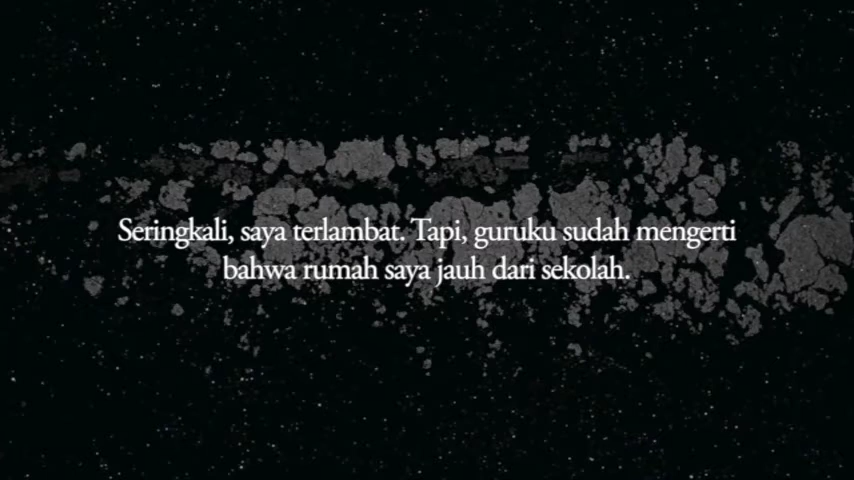 Seringkali, saya terlambat. Tapi, guruku sudah mengerti
bahwa rumah saya jauh dari sekolah.